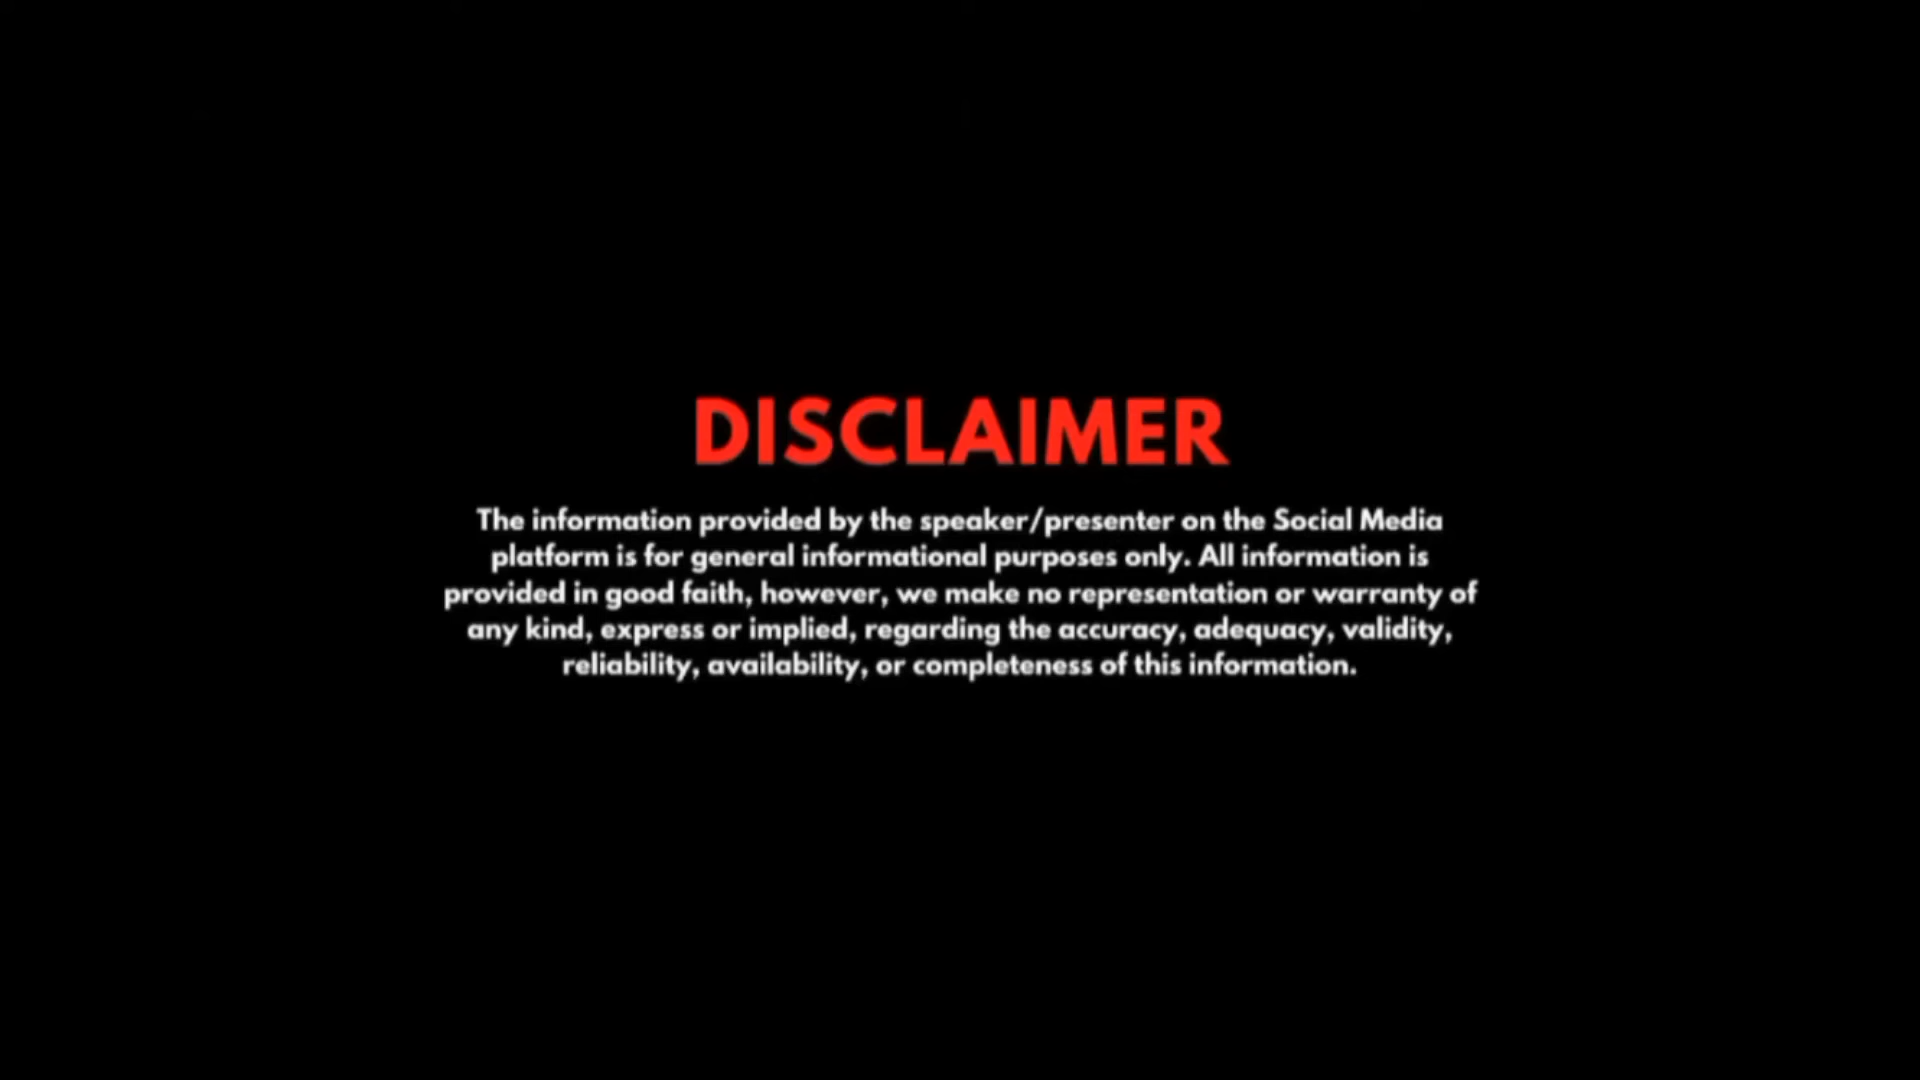 DISCLAIMER
The information provided by the speaker/presenter on the Social Media
platform is for general informational purposes only. All information is
provided in good faith, however, we make no representation or warranty of
any kind, express or implied, regarding the accuracy, adequacy, validity,
reliability, availability, or completeness of this information.